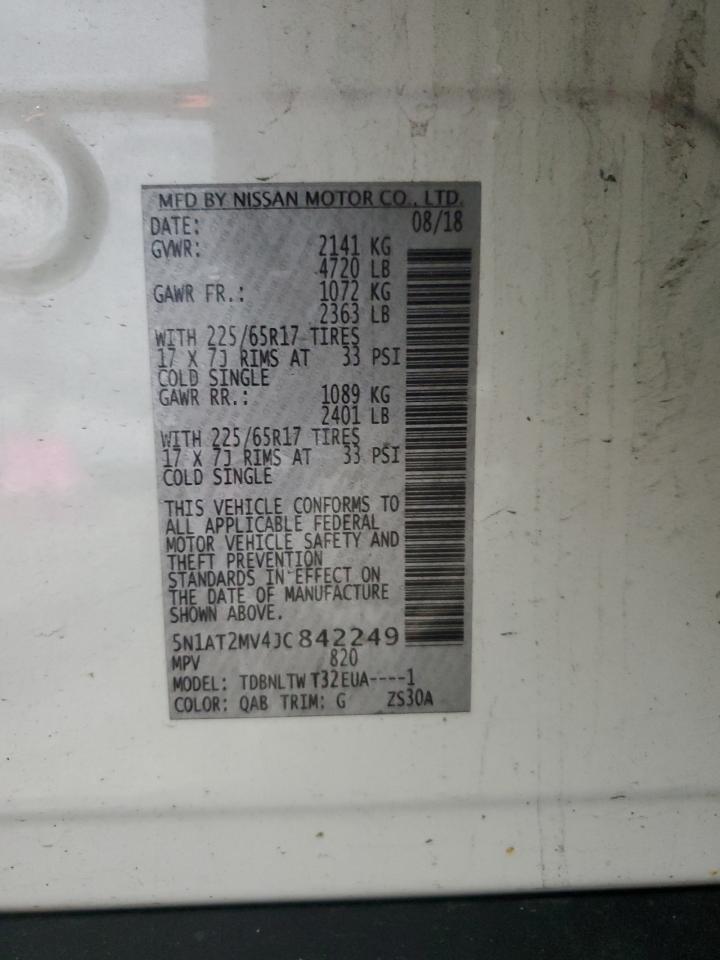 MFD BY NISSAN MOTOR CO., LTD.
DATE: 08/18
GVWR: 2141 KG
4720 LB
GAWR FR.: 1072 KG
2363 LB
WITH 225/65R17 TIRES
17 X 7J RIMS AT 33 PSI
COLD SINGLE
GAWR RR.: 1089 KG
2401 LB
WITH 225/65R17 TIRES
17 X 7J RIMS AT 33 PSI
COLD SINGLE
THIS VEHICLE CONFORMS TO
ALL APPLICABLE FEDERAL
MOTOR VEHICLE SAFETY AND
THEFT PREVENTION
STANDARDS IN EFFECT ON
THE DATE OF MANUFACTURE
SHOWN ABOVE.
5N1AT2MV4JC842249
MPV 820
MODEL: TDBNLTW T32EUA----1
COLOR: QAB TRIM: G ZS30A